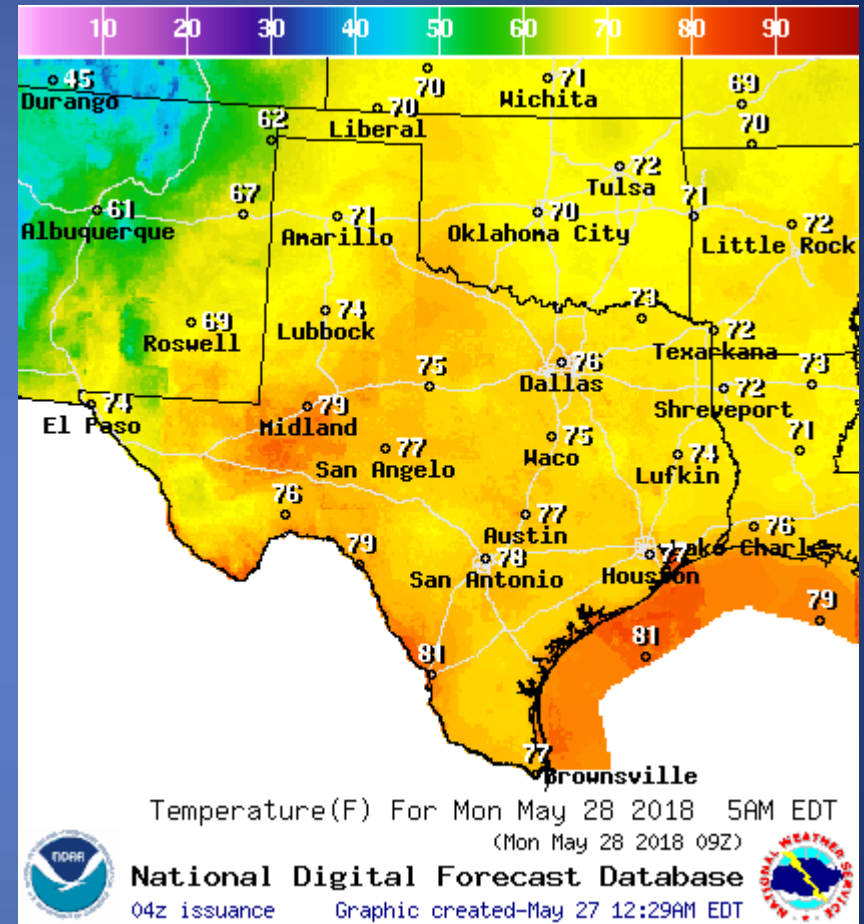 10 20 30 40 50 60 70 80 90
45
Durango
70
71
Wichita
69
70
Liberal
62
70
72
Tulsa
61
Albuquerque
67
71
Amarillo
70
Oklahoma City
71
72
Little Rock
69
Roswell
74
Lubbock
73
72
Texarkana
75
76
Dallas
72
Shreveport
73
74
El Paso
79
Midland
77
San Angelo
75
Waco
74
Lufkin
71
76
77
Austin
76
Lake Charles
79
78
San Antonio
77
Houston
79
81
81
77
Brownsville
Temperature(F) For Mon May 28 2018 5AM EDT
(Mon May 28 2018 09Z)
NOAA
NATIONAL WEATHER SERVICE
National Digital Forecast Database
04z issuance Graphic created-May 27 12:29AM EDT